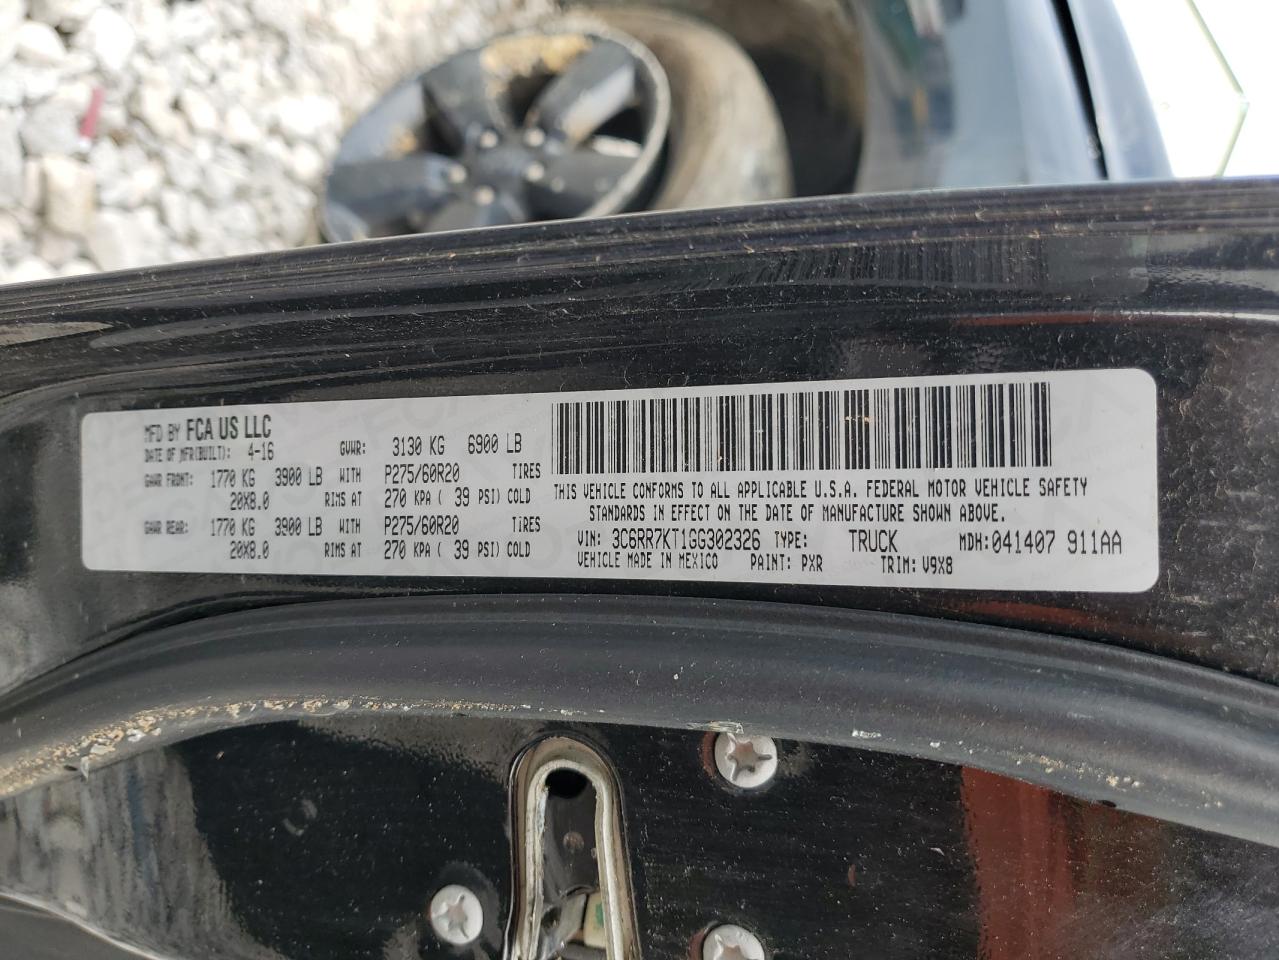 MFD BY FCA US LLC
DATE OF MFR(BUILT): 4-16 GVWR: 3130 KG 6900 LB
GAWR FRONT: 1770 KG 3900 LB WITH P275/60R20 TIRES
20X8.0 RIMS AT 270 KPA ( 39 PSI) COLD
GAWR REAR: 1770 KG 3900 LB WITH P275/60R20 TIRES
20X8.0 RIMS AT 270 KPA ( 39 PSI) COLD
THIS VEHICLE CONFORMS TO ALL APPLICABLE U.S.A. FEDERAL MOTOR VEHICLE SAFETY
STANDARDS IN EFFECT ON THE DATE OF MANUFACTURE SHOWN ABOVE.
VIN: 3C6RR7KT1GG302326 TYPE: TRUCK MDH:041407 911AA
VEHICLE MADE IN MEXICO PAINT: PXR TRIM: V9X8